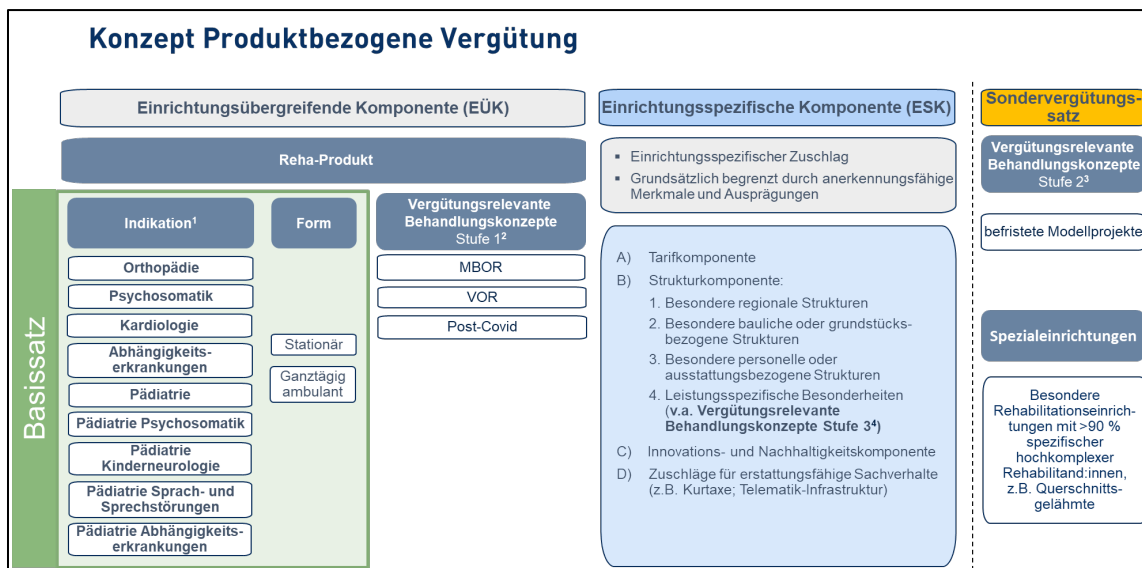 Konzept Produktbezogene Vergütung
Einrichtungsübergreifende Komponente (EÜK)
Reha-Produkt
Basissatz
Indikation¹
Orthopädie
Psychosomatik
Kardiologie
Abhängigkeits-
erkrankungen
Pädiatrie
Pädiatrie Psychosomatik
Pädiatrie
Kinderneurologie
Pädiatrie Sprach- und
Sprechstörungen
Pädiatrie Abhängigkeits-
erkrankungen
Form
Stationär
Ganztägig
ambulant
Vergütungsrelevante
Behandlungskonzepte
Stufe 1²
MBOR
VOR
Post-Covid
Einrichtungsspezifische Komponente (ESK)
▪ Einrichtungsspezifischer Zuschlag
▪ Grundsätzlich begrenzt durch anerkennungsfähige
Merkmale und Ausprägungen
A) Tarifkomponente
B) Strukturkomponente:
1. Besondere regionale Strukturen
2. Besondere bauliche oder grundstücks-
bezogene Strukturen
3. Besondere personelle oder
ausstattungsbezogene Strukturen
4. Leistungsspezifische Besonderheiten
(v.a. Vergütungsrelevante
Behandlungskonzepte Stufe 3⁴)
C) Innovations- und Nachhaltigkeitskomponente
D) Zuschläge für erstattungsfähige Sachverhalte
(z.B. Kurtaxe; Telematik-Infrastruktur)
Sondervergütungs-
satz
Vergütungsrelevante
Behandlungskonzepte
Stufe 2³
befristete Modellprojekte
Spezialeinrichtungen
Besondere
Rehabilitationseinrich-
tungen mit >90 %
spezifischer
hochkomplexer
Rehabilitand:innen,
z.B. Querschnitts-
gelähmte